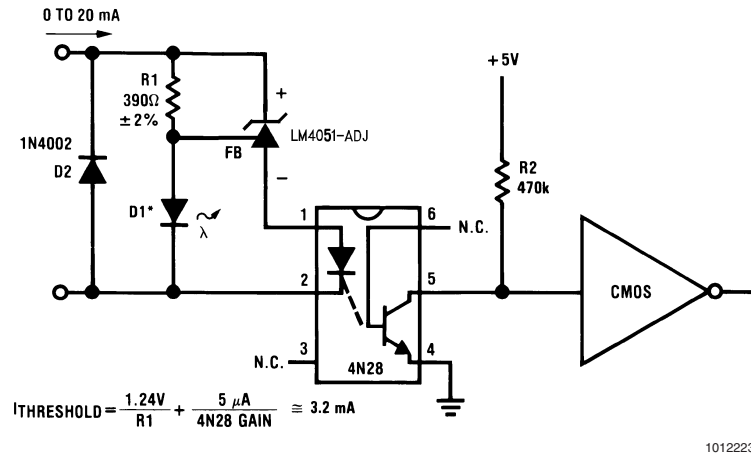 0 TO 20 mA
+5V
R1
390Ω
±2%
+
LM4051-ADJ
FB
−
1N4002
D2
D1*
λ
R2
470k
1
6
N.C.
2
5
CMOS
3
N.C.
4
4N28
ITHRESHOLD = 1.24V / R1 + 5 μA / 4N28 GAIN ≅ 3.2 mA
1012223